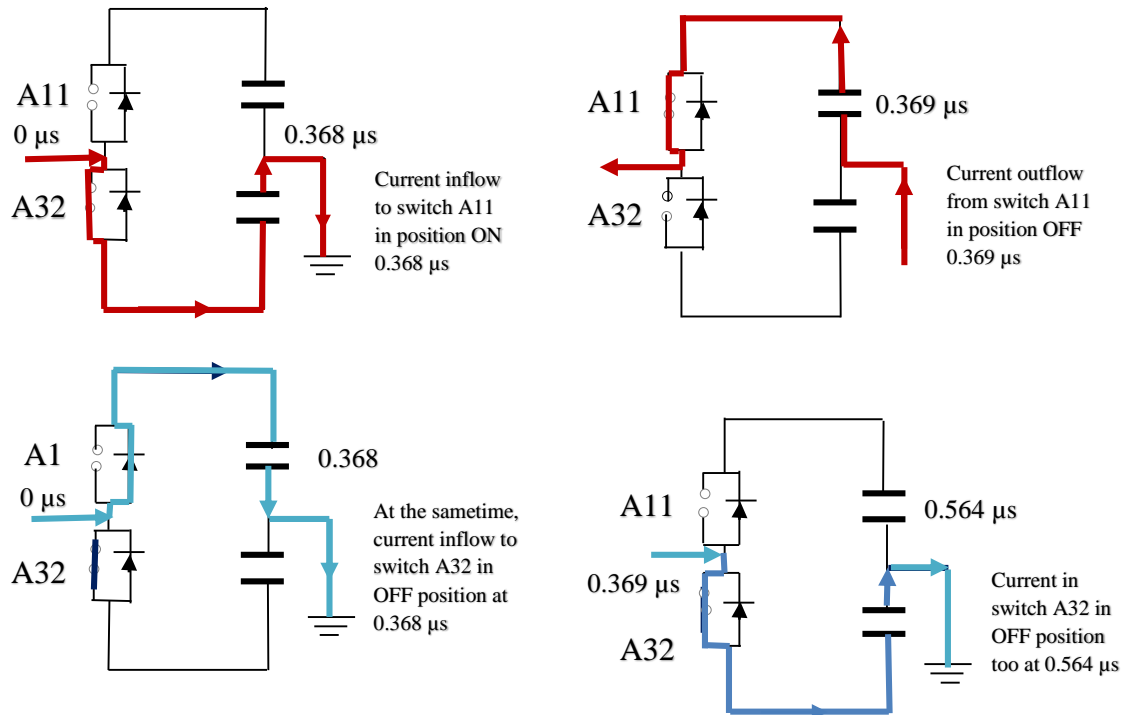 A11
0 µs
A32
0.368 µs
Current inflow
to switch A11
in position ON
0.368 µs
A11
A32
0.369 µs
Current outflow
from switch A11
in position OFF
0.369 µs
A1
0 µs
A32
0.368
At the sametime,
current inflow to
switch A32 in
OFF position at
0.368 µs
A11
0.369 µs
A32
0.564 µs
Current in
switch A32 in
OFF position
too at 0.564 µs